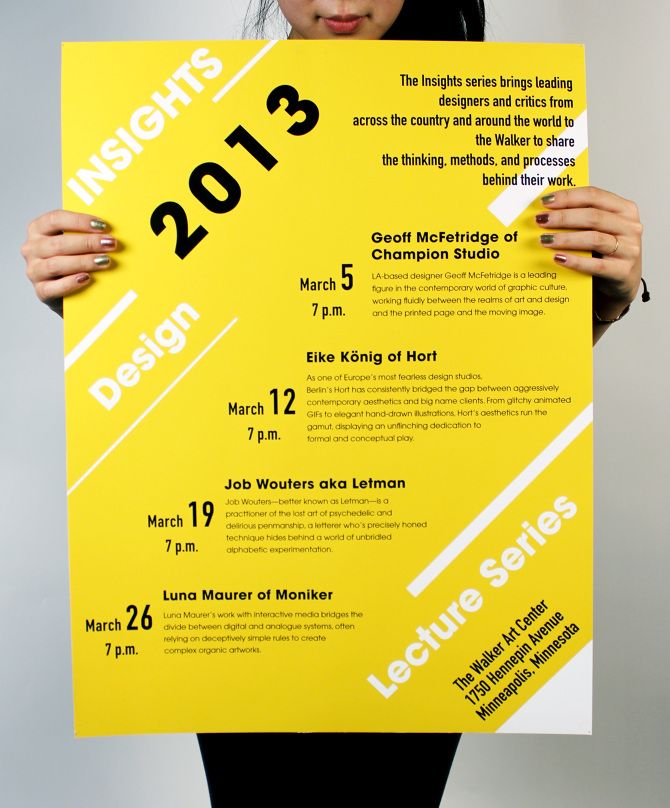 INSIGHTS
2013
The Insights series brings leading
designers and critics from
across the country and around the world to
the Walker to share
the thinking, methods, and processes
behind their work.
Design
Lecture Series
March 5
7 p.m.
Geoff McFetridge of
Champion Studio
LA-based designer Geoff McFetridge is a leading
figure in the contemporary world of graphic culture,
working fluidly between the realms of art and design
and the printed page and the moving image.
March 12
7 p.m.
Eike König of Hort
As one of Europe's most fearless design studios,
Berlin's Hort has consistently bridged the gap between aggressively
contemporary aesthetics and big name clients. From glitchy animated
GIFs to elegant hand-drawn illustrations, Hort's aesthetics run the
gamut, displaying an unflinching dedication to
formal and conceptual play.
March 19
7 p.m.
Job Wouters aka Letman
Job Wouters—better known as Letman—is a
practitioner of the lost art of psychedelic and
delirious penmanship, a letterer who's precisely honed
technique hides behind a world of unbridled
alphabetic experimentation.
March 26
7 p.m.
Luna Maurer of Moniker
Luna Maurer's work with interactive media bridges the
divide between digital and analogue systems, often
relying on deceptively simple rules to create
complex organic artworks.
The Walker Art Center
1750 Hennepin Avenue
Minneapolis, Minnesota